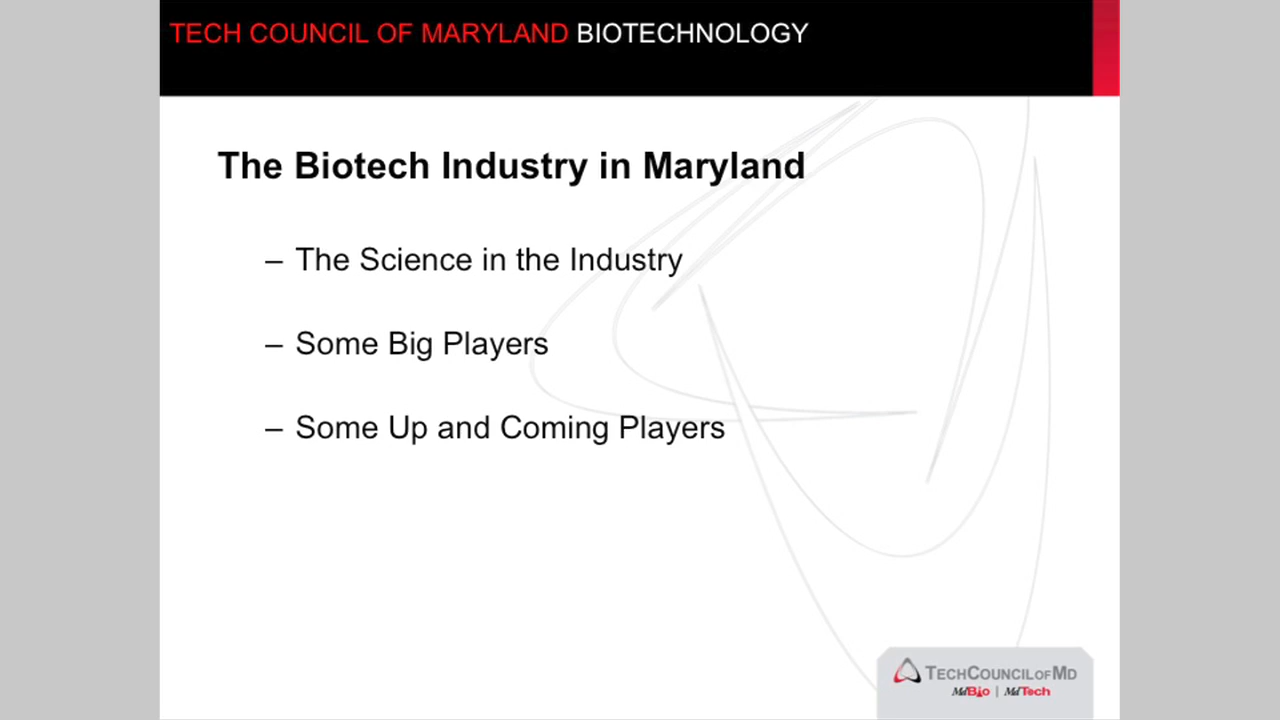 TECH COUNCIL OF MARYLAND BIOTECHNOLOGY
The Biotech Industry in Maryland
– The Science in the Industry
– Some Big Players
– Some Up and Coming Players
TECHCOUNCILOFMD
MdBio | MdTech